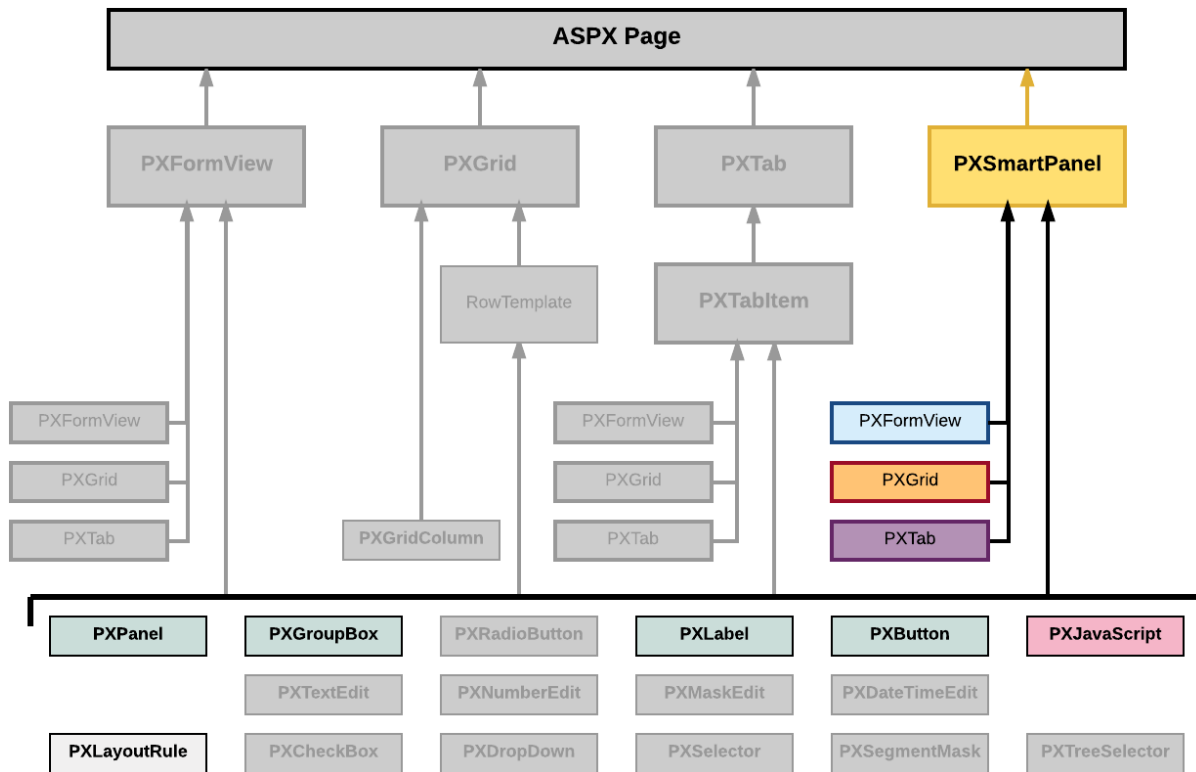 ASPX Page
PXFormView
PXGrid
PXTab
PXSmartPanel
RowTemplate
PXTabItem
PXFormView
PXFormView
PXFormView
PXGrid
PXGrid
PXGrid
PXTab
PXGridColumn
PXTab
PXTab
PXPanel
PXGroupBox
PXRadioButton
PXLabel
PXButton
PXJavaScript
PXTextEdit
PXNumberEdit
PXMaskEdit
PXDateTimeEdit
PXLayoutRule
PXCheckBox
PXDropDown
PXSelector
PXSegmentMask
PXTreeSelector